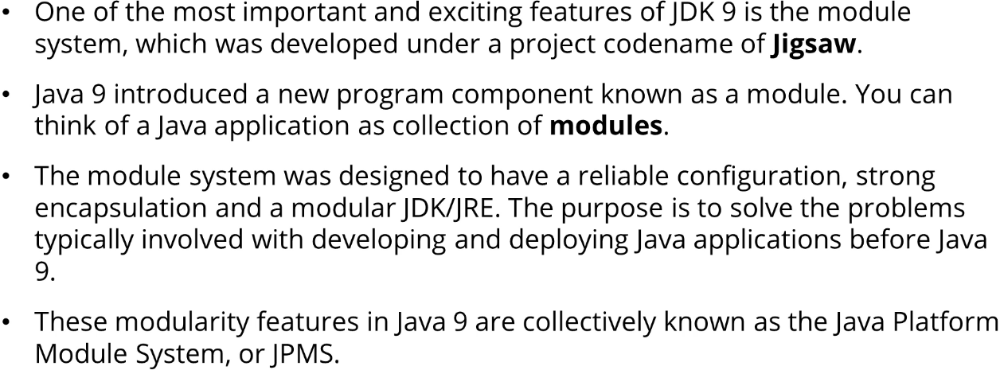 • One of the most important and exciting features of JDK 9 is the module
system, which was developed under a project codename of Jigsaw.
• Java 9 introduced a new program component known as a module. You can
think of a Java application as collection of modules.
• The module system was designed to have a reliable configuration, strong
encapsulation and a modular JDK/JRE. The purpose is to solve the problems
typically involved with developing and deploying Java applications before Java
9.
• These modularity features in Java 9 are collectively known as the Java Platform
Module System, or JPMS.